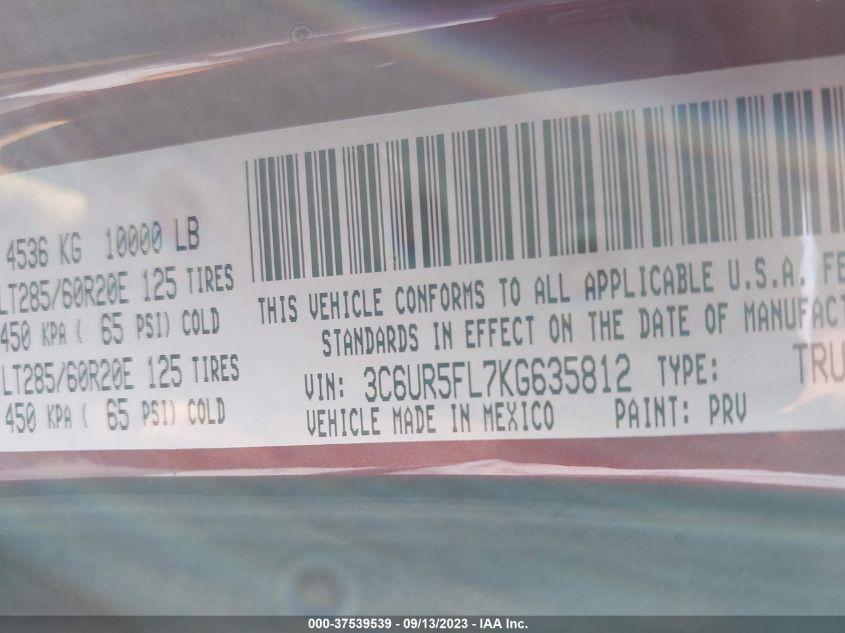 4536 KG 10000 LB
LT285/60R20E 125 TIRES
450 KPA ( 65 PSI) COLD
LT285/60R20E 125 TIRES
450 KPA ( 65 PSI) COLD
THIS VEHICLE CONFORMS TO ALL APPLICABLE U.S.A. FE
STANDARDS IN EFFECT ON THE DATE OF MANUFACT
VIN: 3C6UR5FL7KG635812 TYPE: TRU
VEHICLE MADE IN MEXICO PAINT: PRV
000-37539539 - 09/13/2023 - IAA Inc.